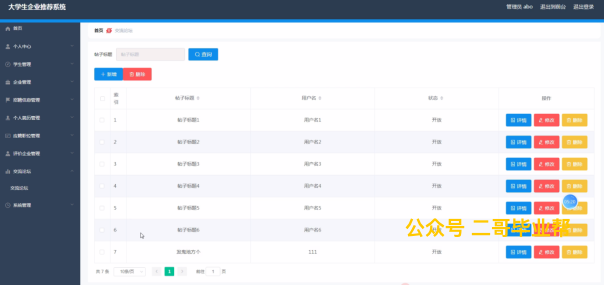 大学生企业推荐系统
管理员 abo 退出到前台 退出登录
首页
个人中心
学生管理
企业管理
招聘信息管理
个人简历管理
应聘职位管理
评价企业管理
交流论坛
交流论坛
系统管理
首页 交流论坛
帖子标题 帖子标题 查询
新增 删除
序号 帖子标题 用户名 状态 操作
1 帖子标题1 用户名1 开放 详情 修改 删除
2 帖子标题2 用户名2 开放 详情 修改 删除
3 帖子标题3 用户名3 开放 详情 修改 删除
4 帖子标题4 用户名4 开放 详情 修改 删除
5 帖子标题5 用户名5 开放 详情 修改 删除
6 帖子标题6 用户名6 开放 详情 修改 删除
公众号 二哥毕业帮
7 111 开放 详情 修改 删除
共 7 条 10条/页 1 前往 1 页